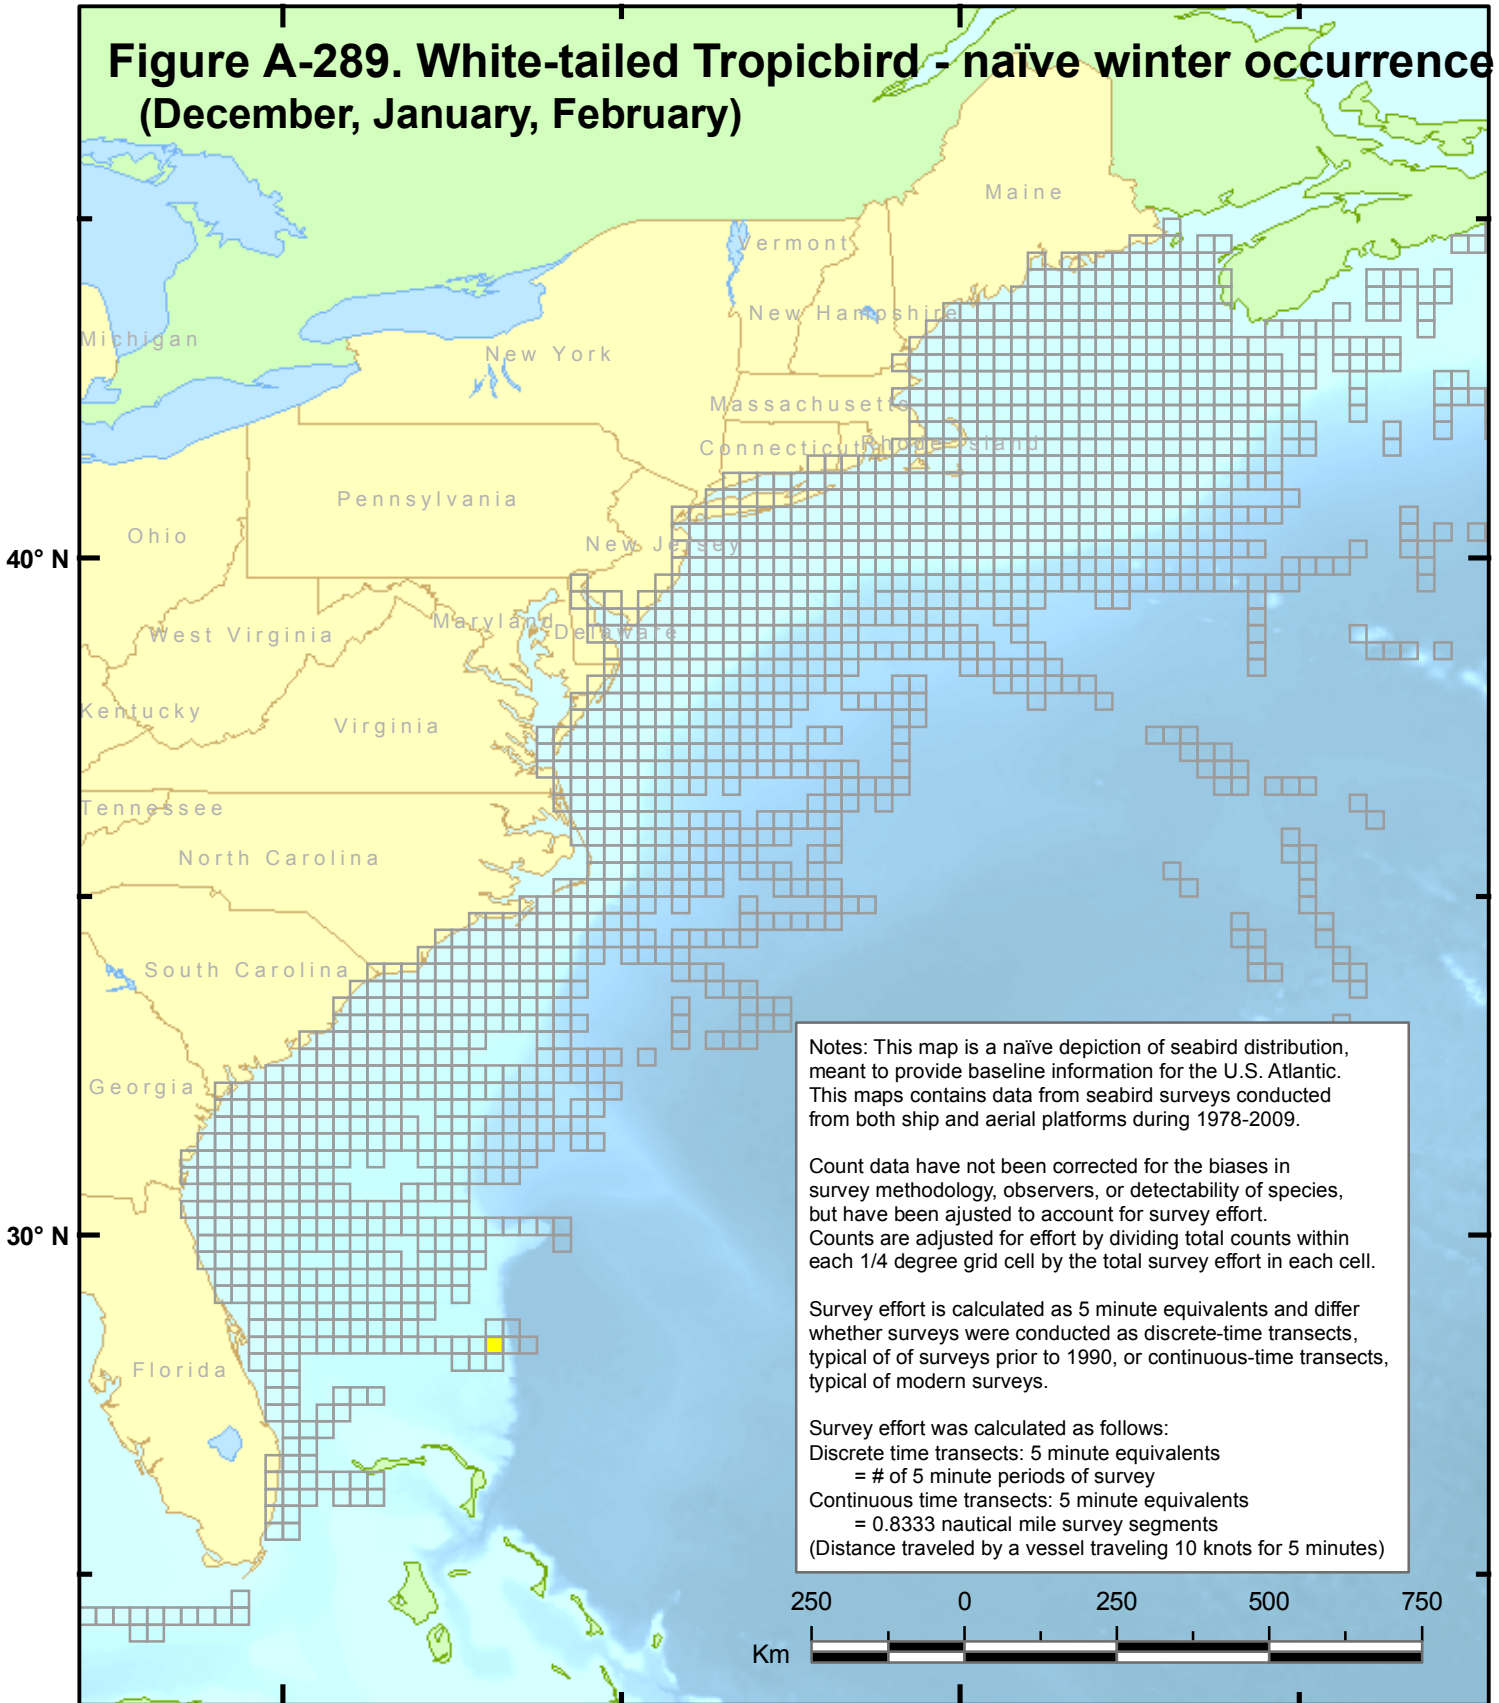 Figure A-289. White-tailed Tropicbird - naïve winter occurrence
(December, January, February)
Maine
Vermont
New Hampshire
Michigan
New York
Massachusetts
Connecticut
Rhode Island
Pennsylvania
Ohio
New Jersey
40° N
West Virginia
Maryland
Delaware
Kentucky
Virginia
Tennessee
North Carolina
South Carolina
Georgia
30° N
Florida
Notes: This map is a naïve depiction of seabird distribution,
meant to provide baseline information for the U.S. Atlantic.
This maps contains data from seabird surveys conducted
from both ship and aerial platforms during 1978-2009.
Count data have not been corrected for the biases in
survey methodology, observers, or detectability of species,
but have been ajusted to account for survey effort.
Counts are adjusted for effort by dividing total counts within
each 1/4 degree grid cell by the total survey effort in each cell.
Survey effort is calculated as 5 minute equivalents and differ
whether surveys were conducted as discrete-time transects,
typical of of surveys prior to 1990, or continuous-time transects,
typical of modern surveys.
Survey effort was calculated as follows:
Discrete time transects: 5 minute equivalents
= # of 5 minute periods of survey
Continuous time transects: 5 minute equivalents
= 0.8333 nautical mile survey segments
(Distance traveled by a vessel traveling 10 knots for 5 minutes)
250 0 250 500 750
Km